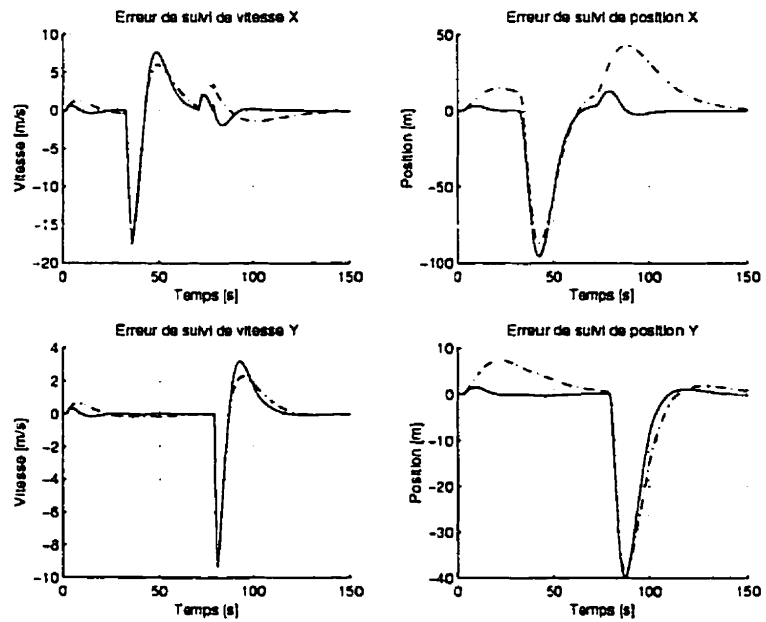 Erreur de suivi de vitesse X
10
5
0
-5
-10
-15
-20
Vitesse [m/s]
0 50 100 150
Temps [s]
Erreur de suivi de position X
50
0
-50
-100
Position [m]
0 50 100 150
Temps [s]
Erreur de suivi de vitesse Y
4
2
0
-2
-4
-6
-8
-10
Vitesse [m/s]
0 50 100 150
Temps [s]
Erreur de suivi de position Y
10
0
-10
-20
-30
-40
Position [m]
0 50 100 150
Temps [s]